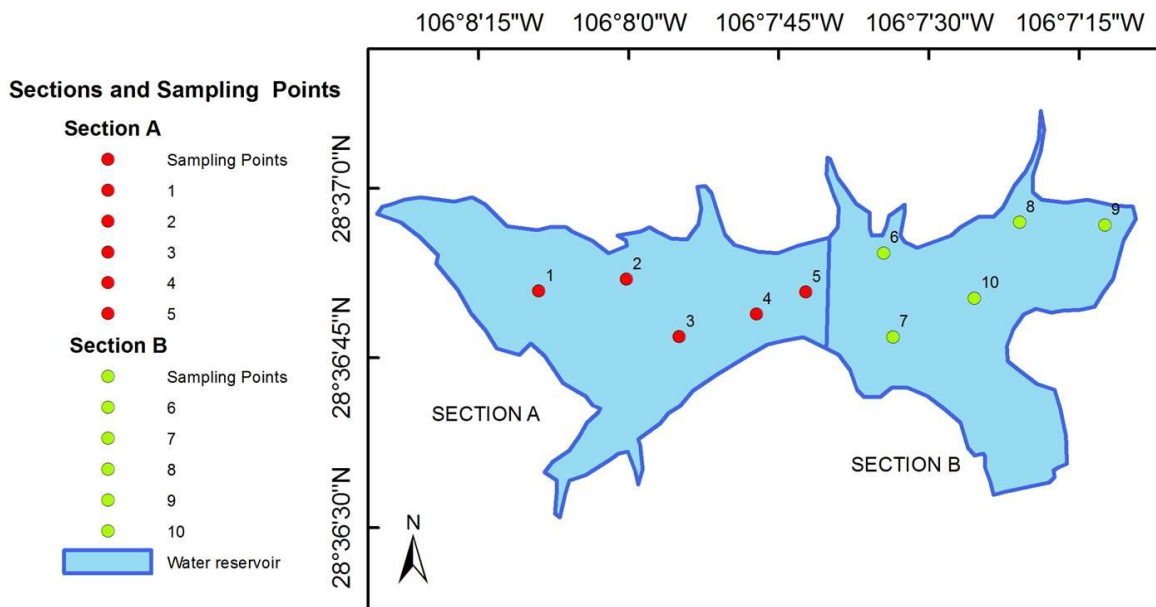 106°8'15"W 106°8'0"W 106°7'45"W 106°7'30"W 106°7'15"W
Sections and Sampling Points
Section A
Sampling Points
1
2
3
4
5
Section B
Sampling Points
6
7
8
9
10
Water reservoir
28°37'0"N
28°36'45"N
28°36'30"N
1
2
3
4
5
6
7
8
9
10
SECTION A
SECTION B
N